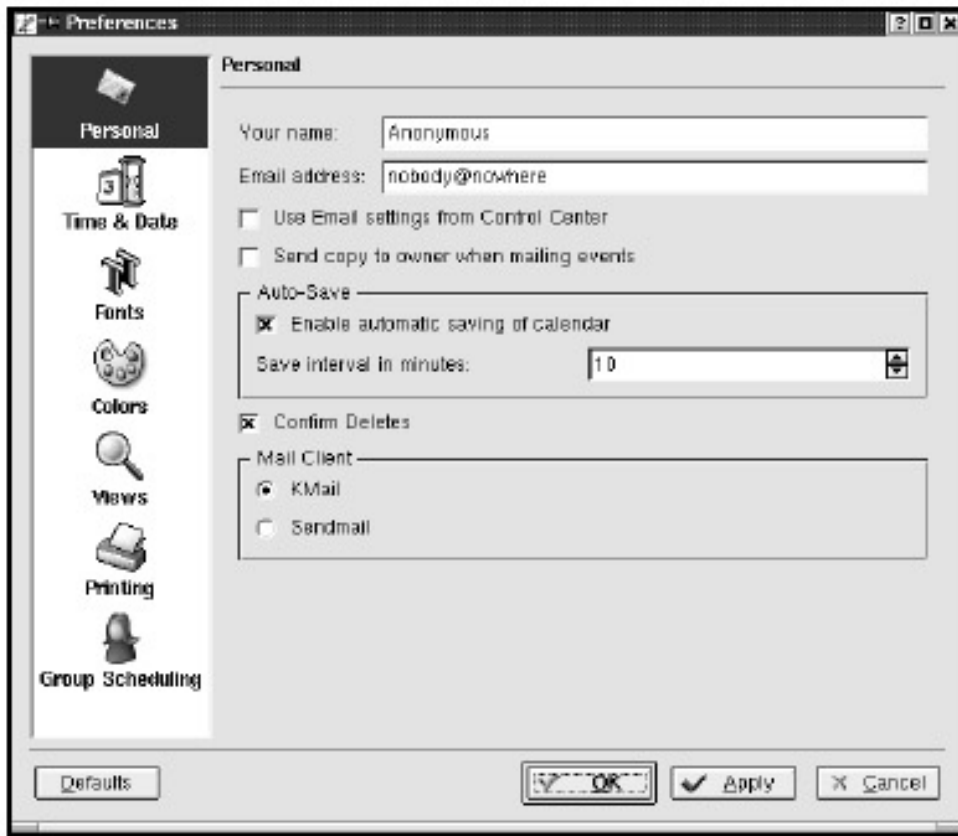 Preferences
Personal
Time & Date
Fonts
Colors
Views
Printing
Group Scheduling
Personal
Your name: Anonymous
Email address: nobody@nowhere
Use Email settings from Control Center
Send copy to owner when mailing events
Auto-Save
Enable automatic saving of calendar
Save interval in minutes: 10
Confirm Deletes
Mail Client
KMail
Sendmail
Defaults
OK
Apply
Cancel